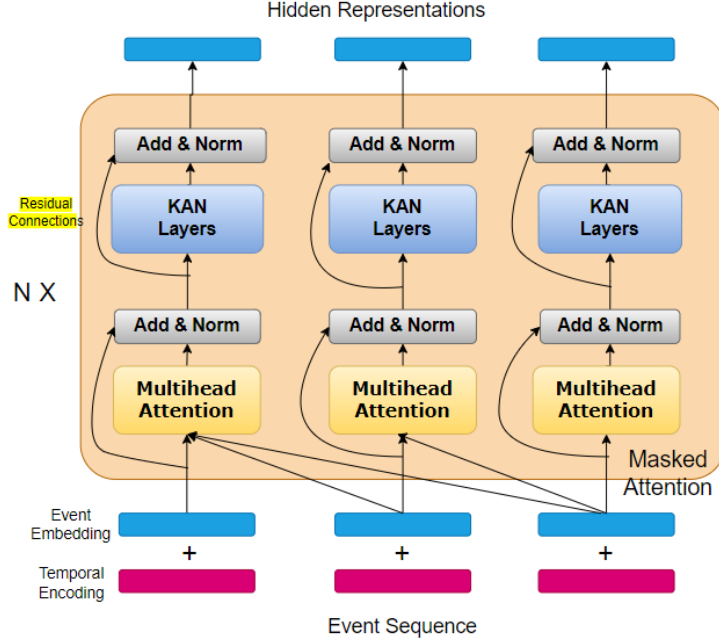 Hidden Representations
Add & Norm
Add & Norm
Add & Norm
Residual
Connections
KAN
Layers
KAN
Layers
KAN
Layers
N X
Add & Norm
Add & Norm
Add & Norm
Multihead
Attention
Multihead
Attention
Multihead
Attention
Masked
Attention
Event
Embedding
+
+
+
Temporal
Encoding
Event Sequence